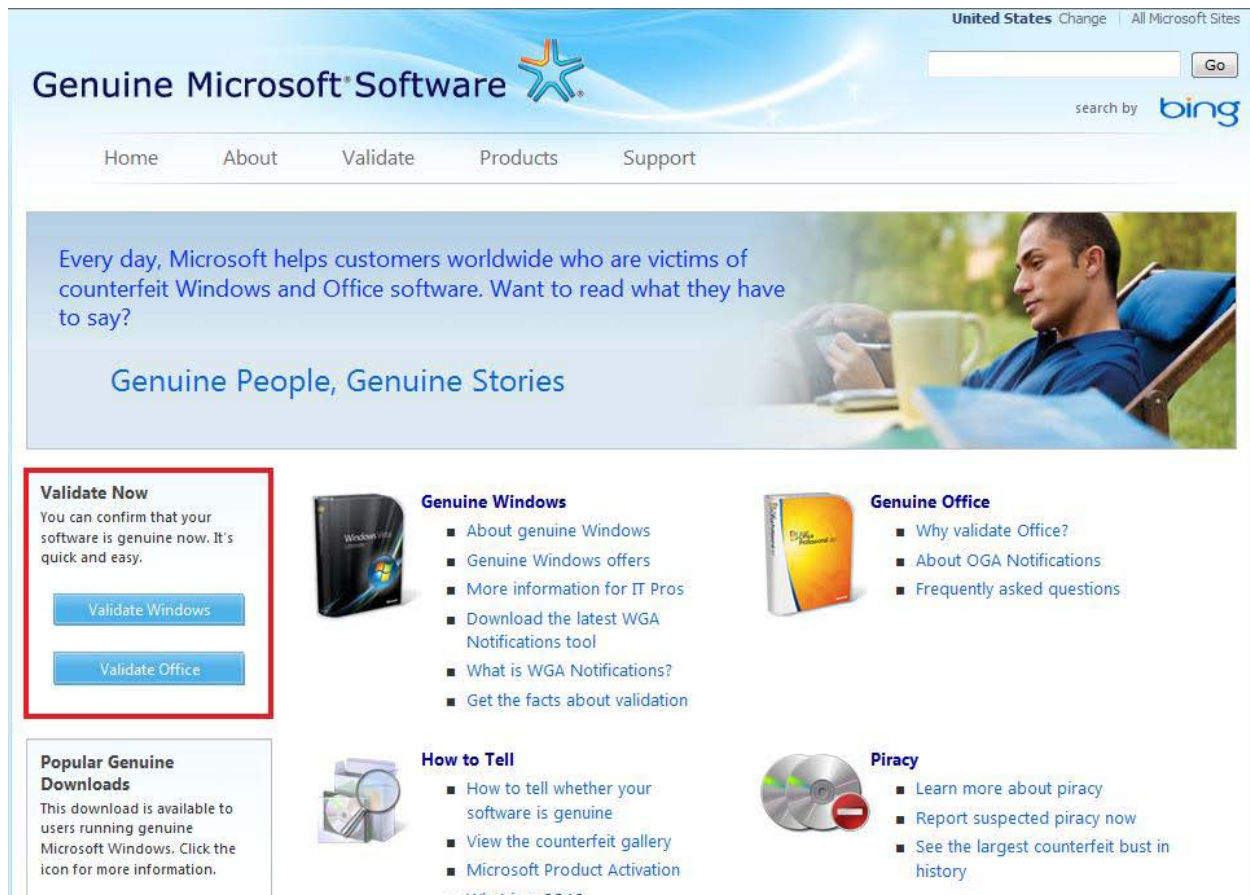 United States Change | All Microsoft Sites
Genuine Microsoft® Software
Go
search by bing
Home About Validate Products Support
Every day, Microsoft helps customers worldwide who are victims of
counterfeit Windows and Office software. Want to read what they have
to say?
Genuine People, Genuine Stories
Validate Now
You can confirm that your
software is genuine now. It's
quick and easy.
Validate Windows
Validate Office
Genuine Windows
■ About genuine Windows
■ Genuine Windows offers
■ More information for IT Pros
■ Download the latest WGA
Notifications tool
■ What is WGA Notifications?
■ Get the facts about validation
Genuine Office
■ Why validate Office?
■ About OGA Notifications
■ Frequently asked questions
Popular Genuine
Downloads
This download is available to
users running genuine
Microsoft Windows. Click the
icon for more information.
How to Tell
■ How to tell whether your
software is genuine
■ View the counterfeit gallery
■ Microsoft Product Activation
Piracy
■ Learn more about piracy
■ Report suspected piracy now
■ See the largest counterfeit bust in
history